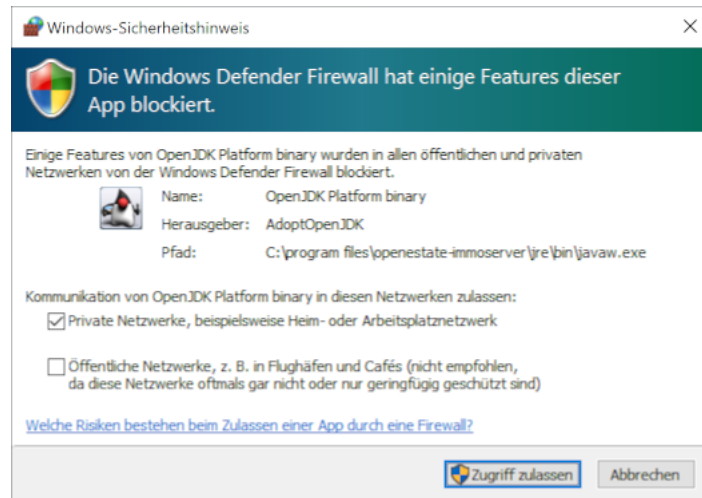 Windows-Sicherheitshinweis
Die Windows Defender Firewall hat einige Features dieser
App blockiert.
Einige Features von OpenJDK Platform binary wurden in allen öffentlichen und privaten
Netzwerken von der Windows Defender Firewall blockiert.
Name: OpenJDK Platform binary
Herausgeber: AdoptOpenJDK
Pfad: C:\program files\openestate-immoserver\jre\bin\javaw.exe
Kommunikation von OpenJDK Platform binary in diesen Netzwerken zulassen:
Private Netzwerke, beispielsweise Heim- oder Arbeitsplatznetzwerk
Öffentliche Netzwerke, z. B. in Flughäfen und Cafés (nicht empfohlen,
da diese Netzwerke oftmals gar nicht oder nur geringfügig geschützt sind)
Welche Risiken bestehen beim Zulassen einer App durch eine Firewall?
Zugriff zulassen Abbrechen